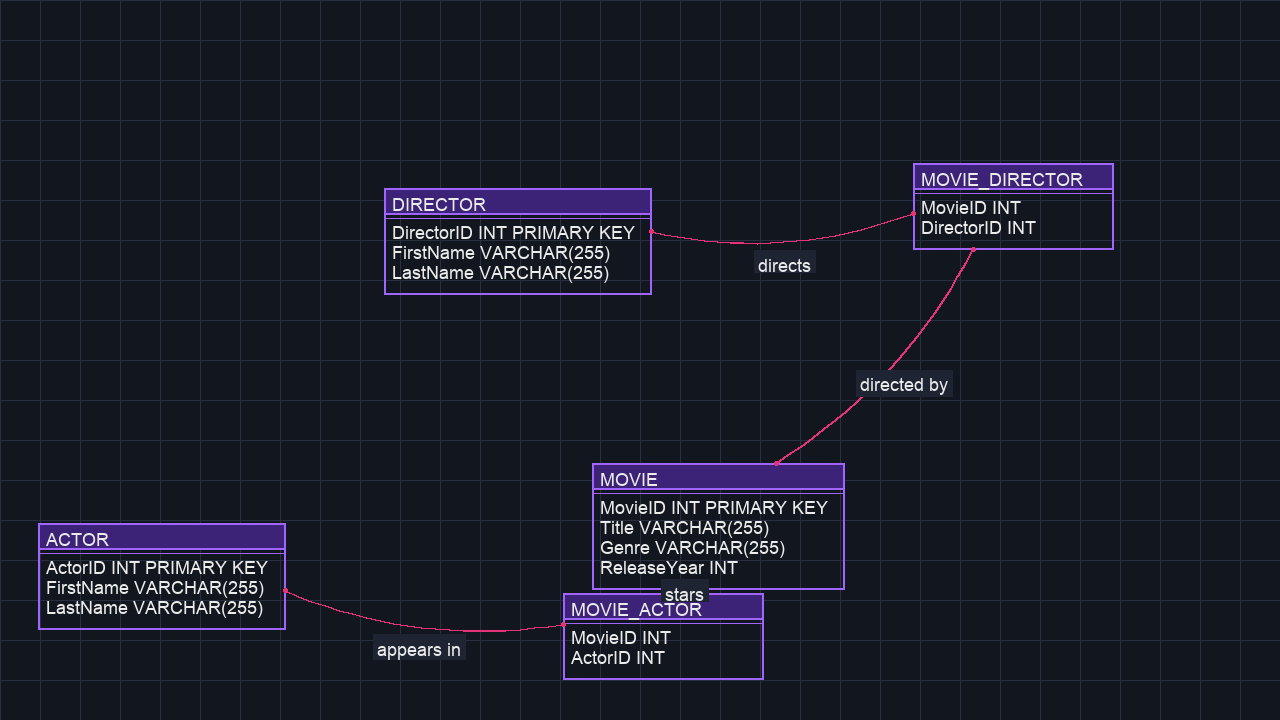 MOVIE_DIRECTOR
MovieID INT
DirectorID INT
DIRECTOR
DirectorID INT PRIMARY KEY
FirstName VARCHAR(255)
LastName VARCHAR(255)
directs
directed by
MOVIE
MovieID INT PRIMARY KEY
Title VARCHAR(255)
Genre VARCHAR(255)
ReleaseYear INT
stars
ACTOR
ActorID INT PRIMARY KEY
FirstName VARCHAR(255)
LastName VARCHAR(255)
appears in
MOVIE_ACTOR
MovieID INT
ActorID INT